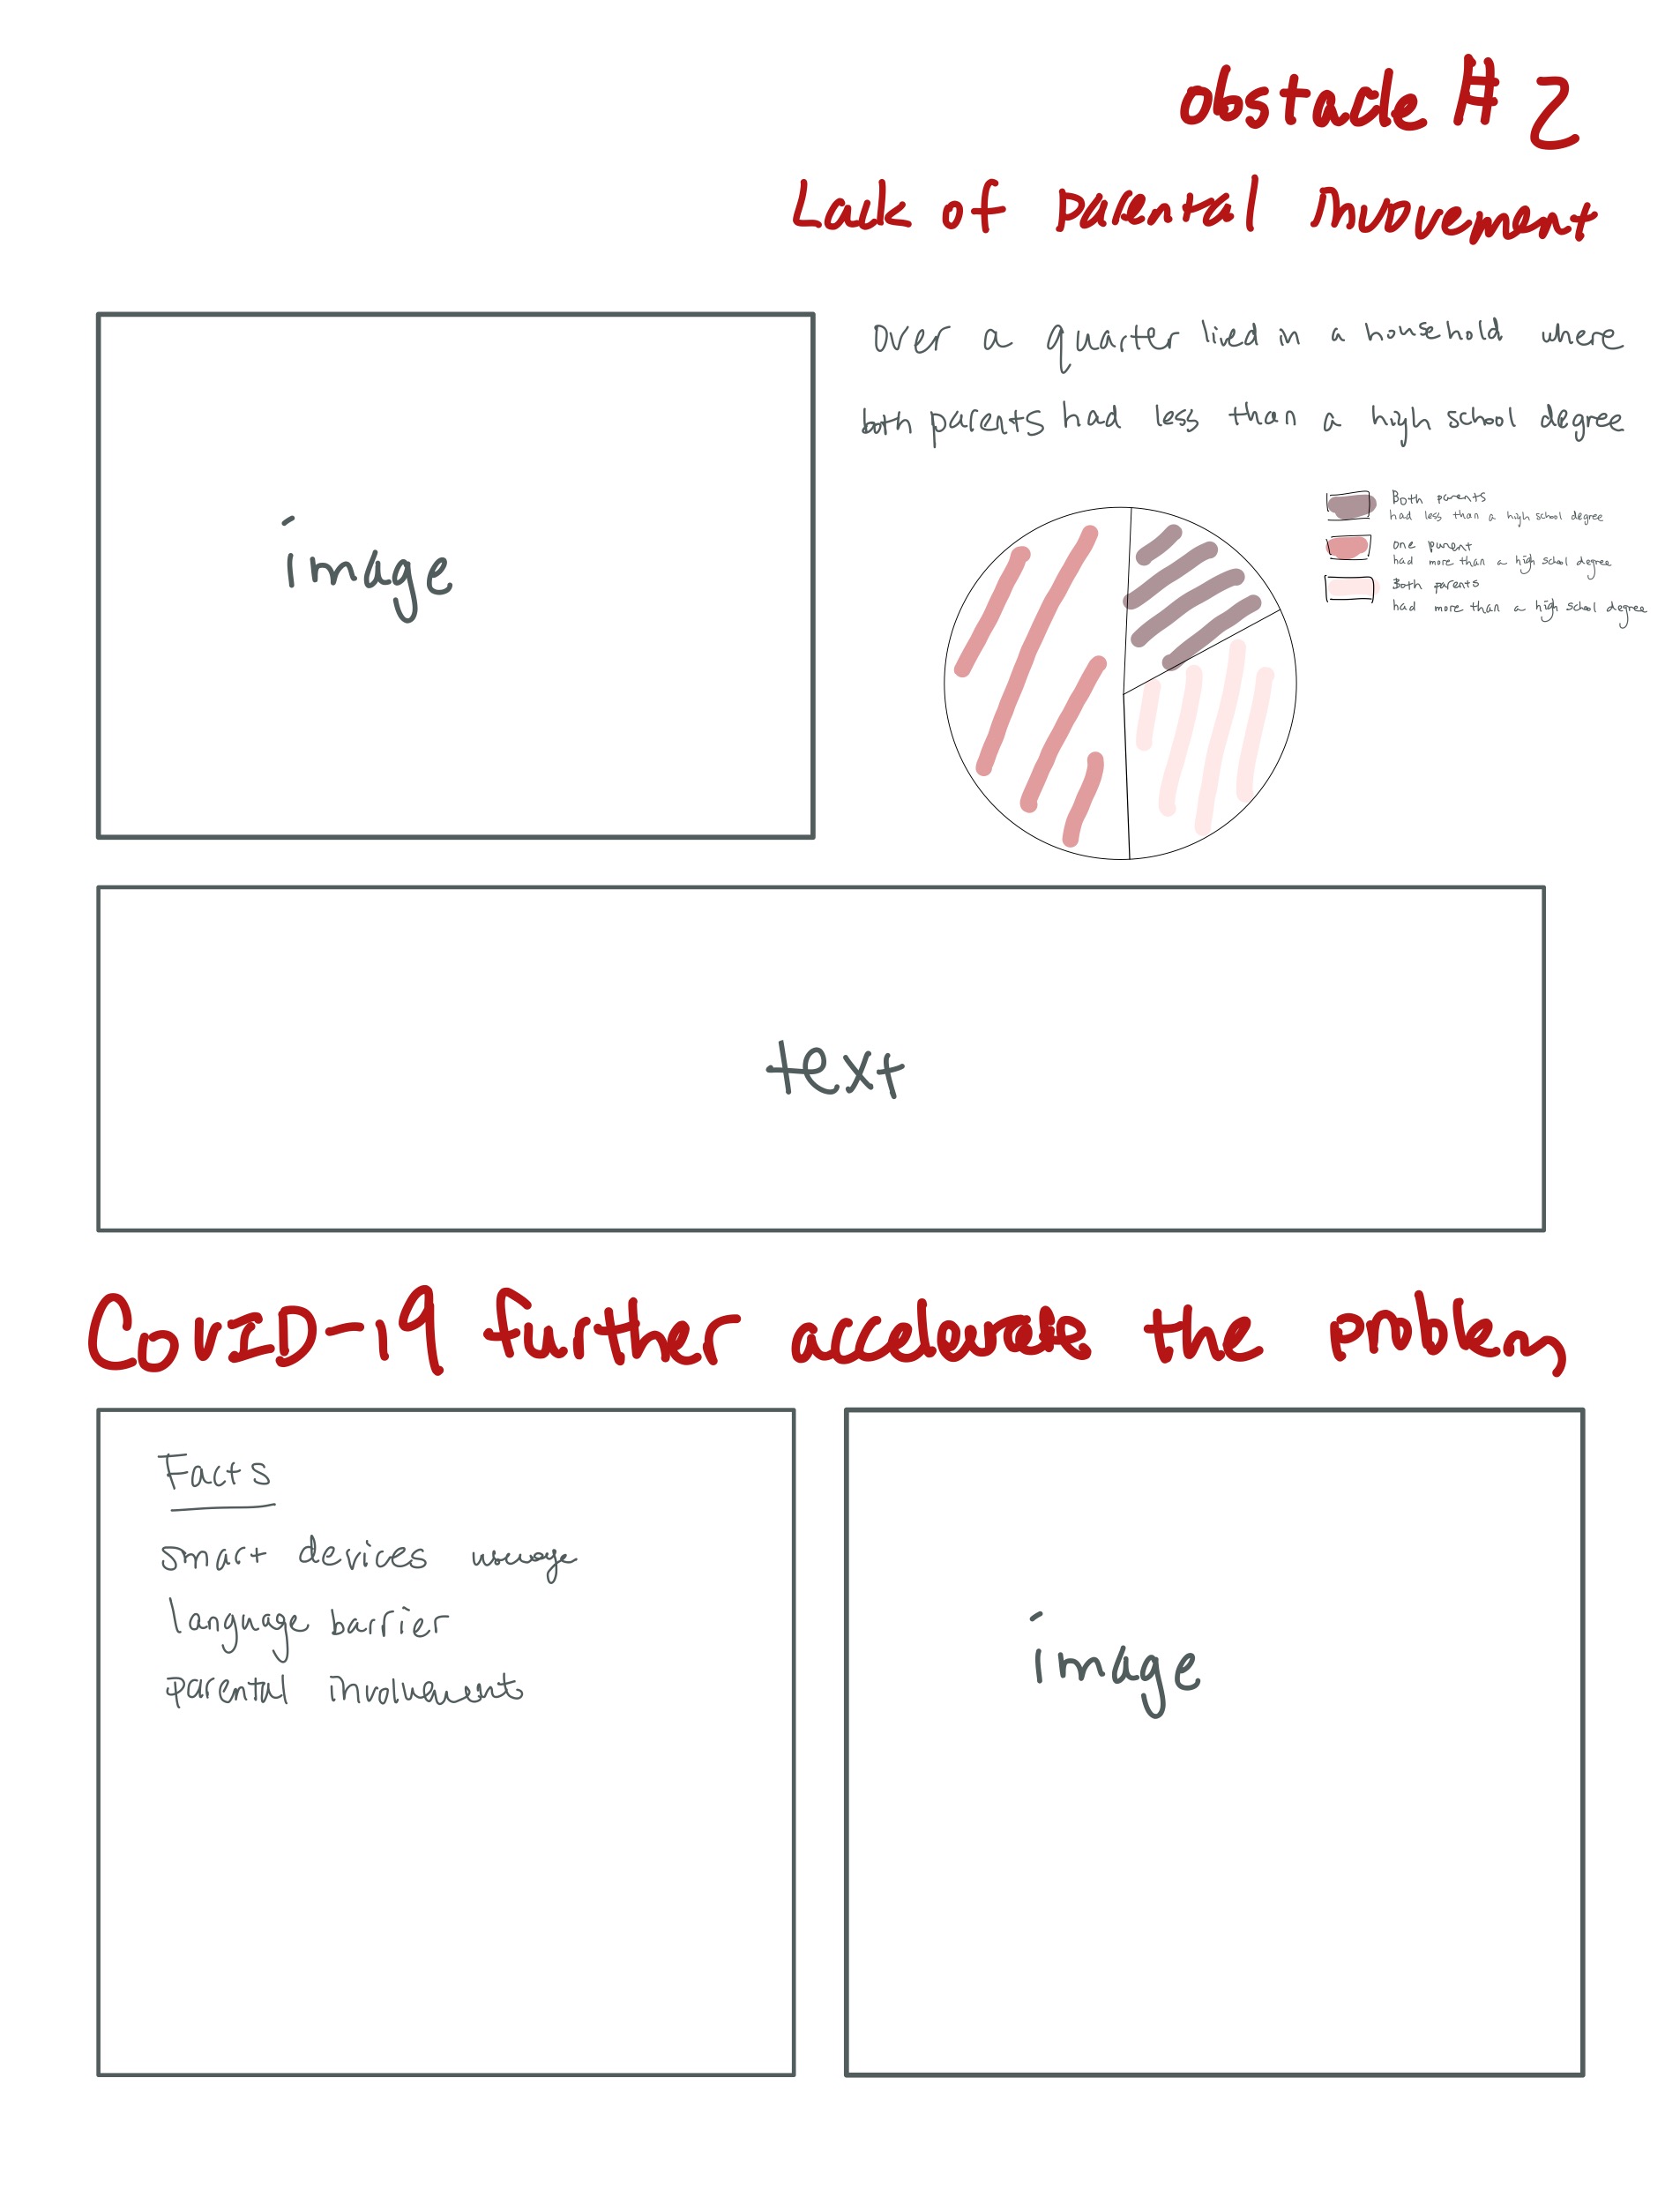 obstacle # 2
Lack of parental involvement
over a quarter lived in a household where
both parents had less than a high school degree
Both parents
had less than a high school degree
one parent
had more than a high school degree
Both parents
had more than a high school degree
image
text
COVID-19 further accelerate the problem
Facts
smart devices useage
language barrier
parental involvement
image